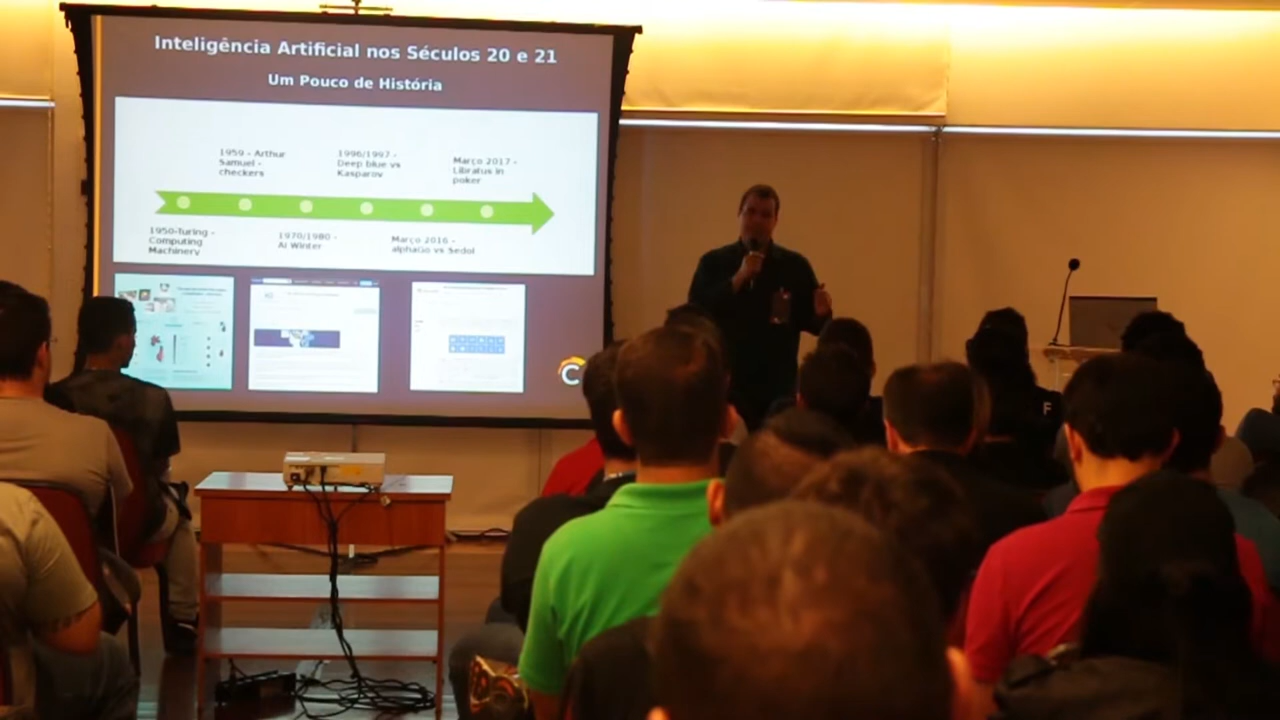 Inteligência Artificial nos Séculos 20 e 21
Um Pouco de História
1959 - Arthur
Samuel -
checkers
1996/1997 -
Deep blue vs
Kasparov
Março 2017 -
Libratus in
poker
1950-Turing -
Computing
Machinery
1970/1980 -
AI Winter
Março 2016 -
alphaGo vs Sedol
C
F